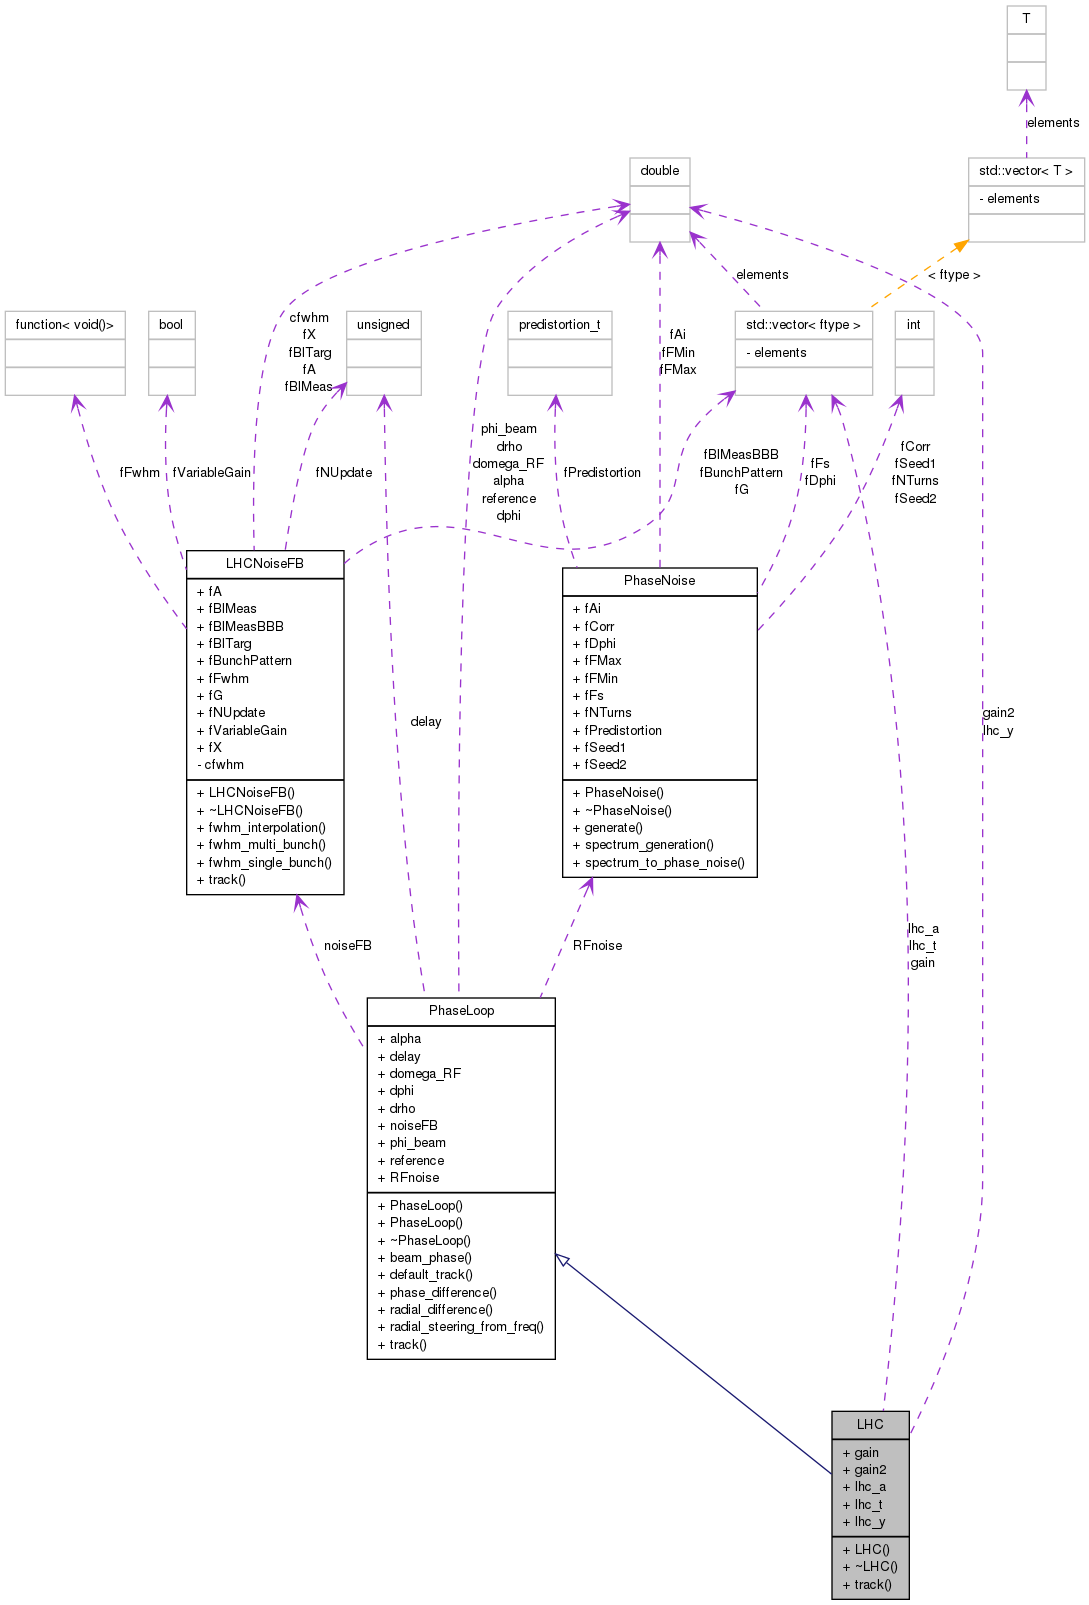 T
elements
double
std::vector< T >
- elements
elements
< ftype >
function< void()>
bool
cfwhm
fX
fBlTarg
fA
fBlMeas
unsigned
predistortion_t
fAi
fFMin
fFMax
std::vector< ftype >
- elements
int
fFwhm
fVariableGain
fNUpdate
phi_beam
drho
domega_RF
alpha
reference
dphi
fPredistortion
fBlMeasBBB
fBunchPattern
fG
fFs
fDphi
fCorr
fSeed1
fNTurns
fSeed2
LHCNoiseFB
+ fA
+ fBlMeas
+ fBlMeasBBB
+ fBlTarg
+ fBunchPattern
+ fFwhm
+ fG
+ fNUpdate
+ fVariableGain
+ fX
- cfwhm
+ LHCNoiseFB()
+ ~LHCNoiseFB()
+ fwhm_interpolation()
+ fwhm_multi_bunch()
+ fwhm_single_bunch()
+ track()
delay
PhaseNoise
+ fAi
+ fCorr
+ fDphi
+ fFMax
+ fFMin
+ fFs
+ fNTurns
+ fPredistortion
+ fSeed1
+ fSeed2
+ PhaseNoise()
+ ~PhaseNoise()
+ generate()
+ spectrum_generation()
+ spectrum_to_phase_noise()
gain2
lhc_y
noiseFB
RFnoise
lhc_a
lhc_t
gain
PhaseLoop
+ alpha
+ delay
+ domega_RF
+ dphi
+ drho
+ noiseFB
+ phi_beam
+ reference
+ RFnoise
+ PhaseLoop()
+ PhaseLoop()
+ ~PhaseLoop()
+ beam_phase()
+ default_track()
+ phase_difference()
+ radial_difference()
+ radial_steering_from_freq()
+ track()
LHC
+ gain
+ gain2
+ lhc_a
+ lhc_t
+ lhc_y
+ LHC()
+ ~LHC()
+ track()